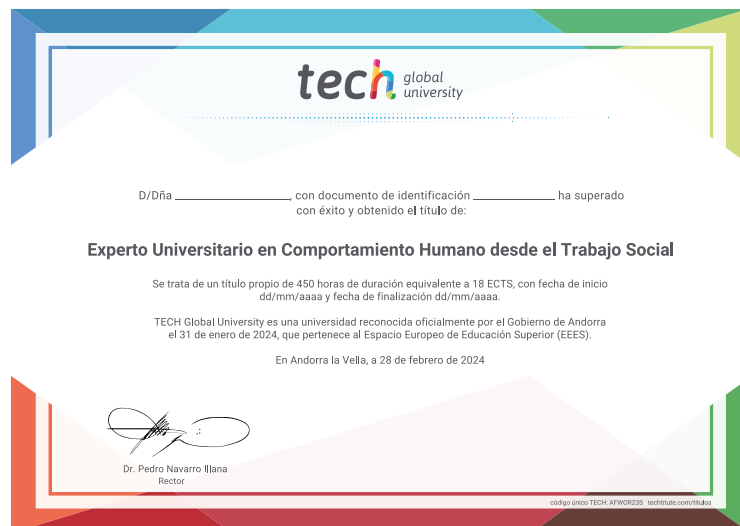 tech global university
D/Dña ______________________, con documento de identificación ______________ ha superado
con éxito y obtenido el título de:
Experto Universitario en Comportamiento Humano desde el Trabajo Social
Se trata de un título propio de 450 horas de duración equivalente a 18 ECTS, con fecha de inicio
dd/mm/aaaa y fecha de finalización dd/mm/aaaa.
TECH Global University es una universidad reconocida oficialmente por el Gobierno de Andorra
el 31 de enero de 2024, que pertenece al Espacio Europeo de Educación Superior (EEES).
En Andorra la Vella, a 28 de febrero de 2024
Dr. Pedro Navarro Illana
Rector
código único TECH: AFWOR23S techtitute.com/titulos